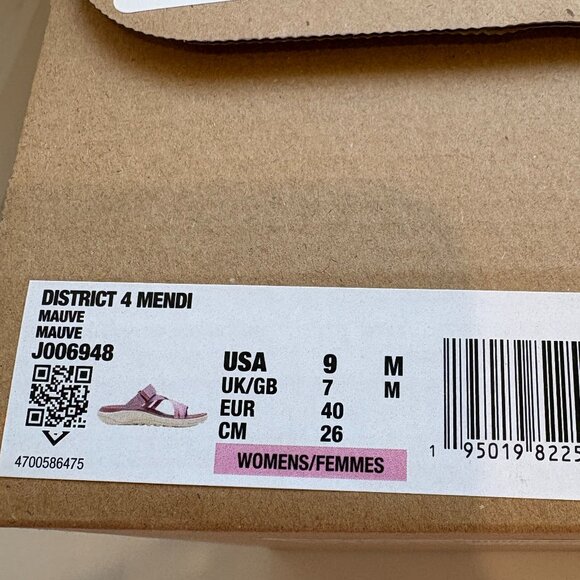 DISTRICT 4 MENDI
MAUVE
MAUVE
J006948
4700586475
USA 9 M
UK/GB 7 M
EUR 40
CM 26
WOMENS/FEMMES
1 95019 8225